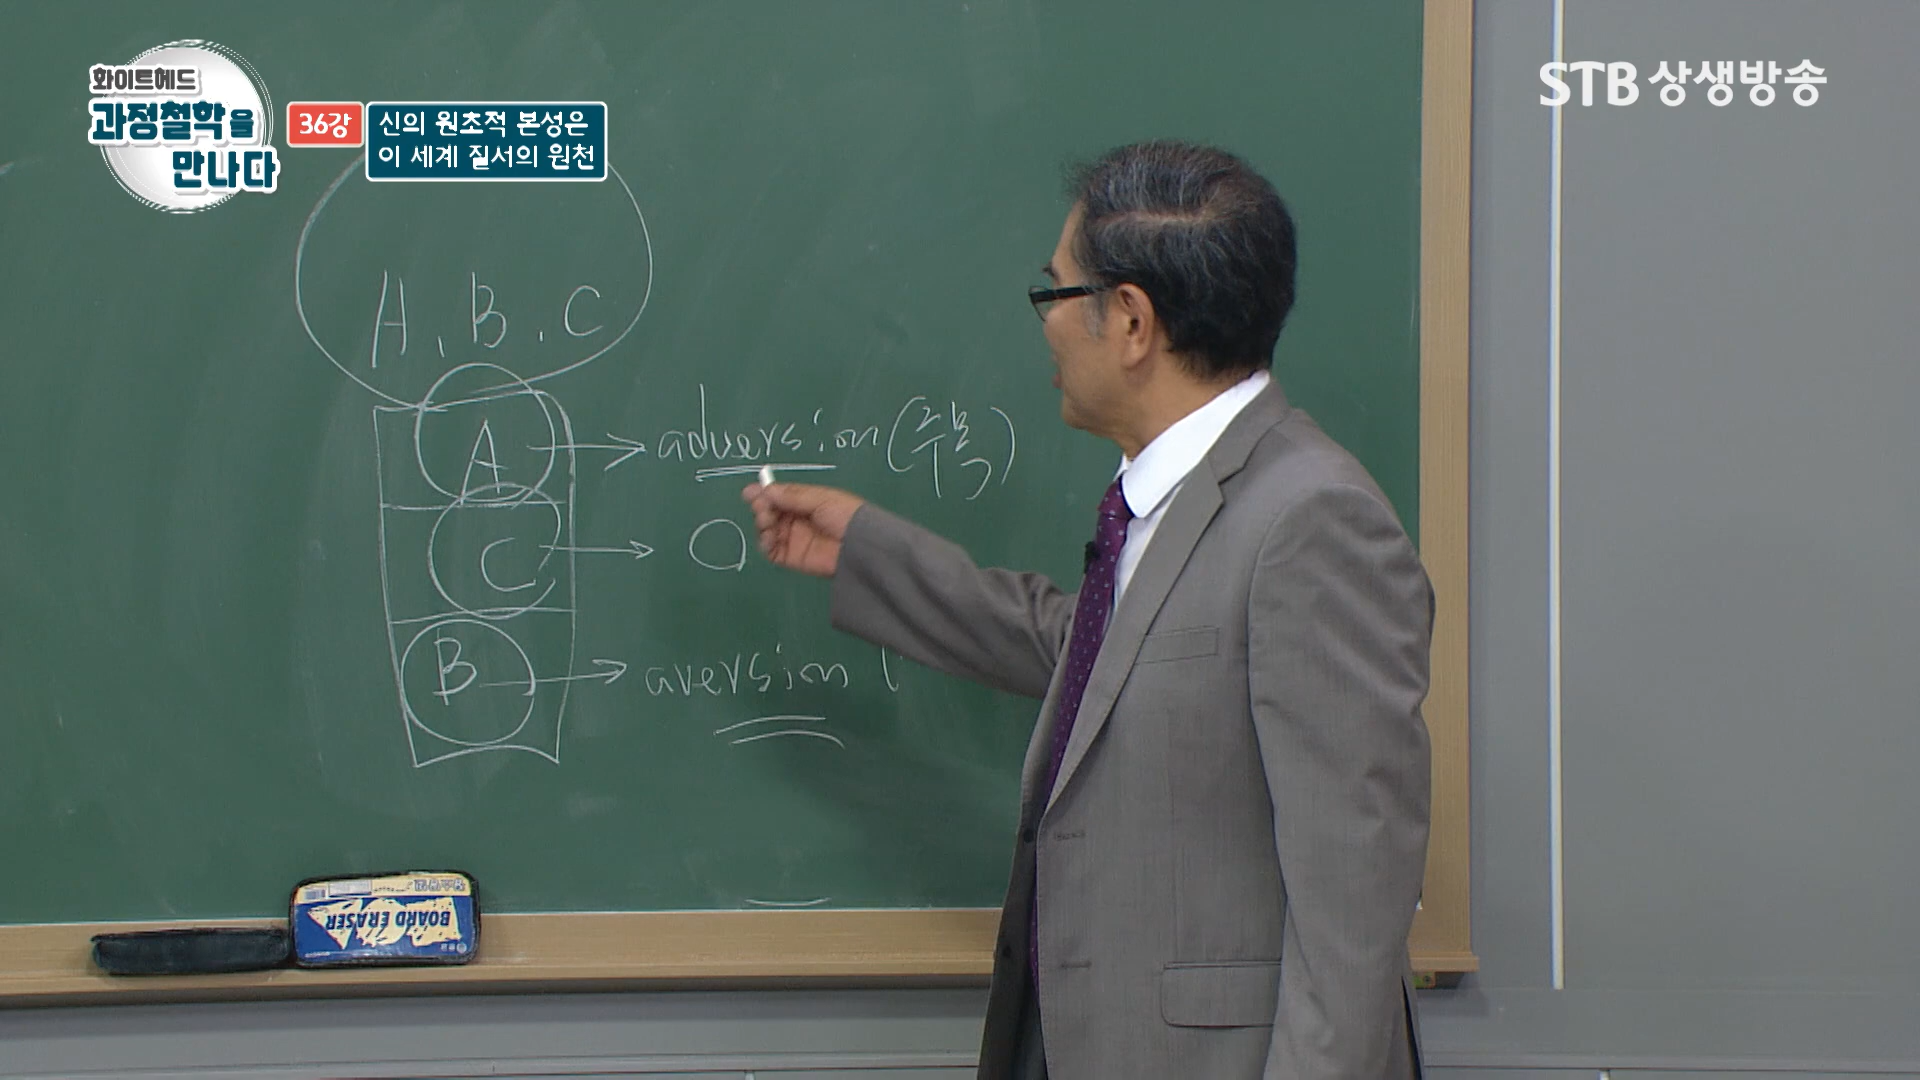 화이트헤드
과정철학을
만나다
36강
신의 원초적 본성은
이 세계 질서의 원천
STB 상생방송
A, B, C
A → adversion (주목)
C → O
B → aversion (
BOARD ERASER